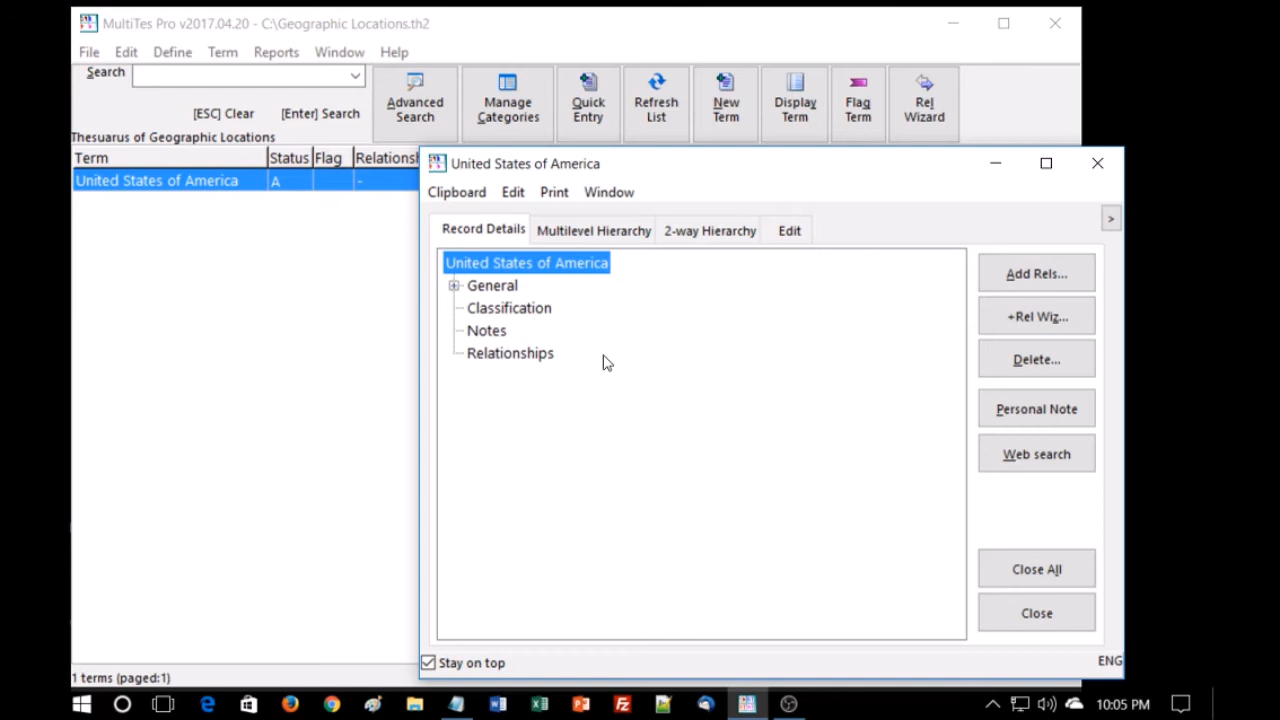 MultiTes Pro v2017.04.20 - C:\Geographic Locations.th2
File Edit Define Term Reports Window Help
Search
[ESC] Clear [Enter] Search
Advanced Search
Manage Categories
Quick Entry
Refresh List
New Term
Display Term
Flag Term
Rel Wizard
Thesuarus of Geographic Locations
Term Status Flag Relationsh
United States of America A -
United States of America
Clipboard Edit Print Window
Record Details Multilevel Hierarchy 2-way Hierarchy Edit >
United States of America
General
Classification
Notes
Relationships
Add Rels...
+Rel Wiz...
Delete...
Personal Note
Web search
Close All
Close
Stay on top
ENG
1 terms (paged:1)
10:05 PM